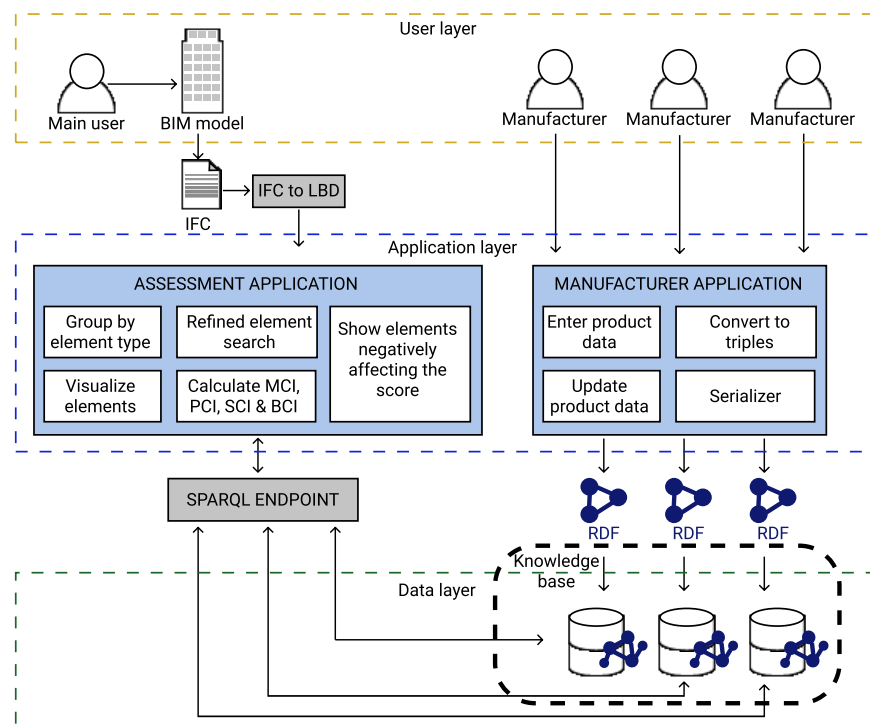 User layer
Main user
BIM model
Manufacturer
Manufacturer
Manufacturer
IFC
IFC to LBD
Application layer
ASSESSMENT APPLICATION
Group by
element type
Refined element
search
Show elements
negatively
affecting the
score
Visualize
elements
Calculate MCI,
PCI, SCI & BCI
MANUFACTURER APPLICATION
Enter product
data
Convert to
triples
Update
product data
Serializer
SPARQL ENDPOINT
RDF
RDF
RDF
Knowledge
base
Data layer